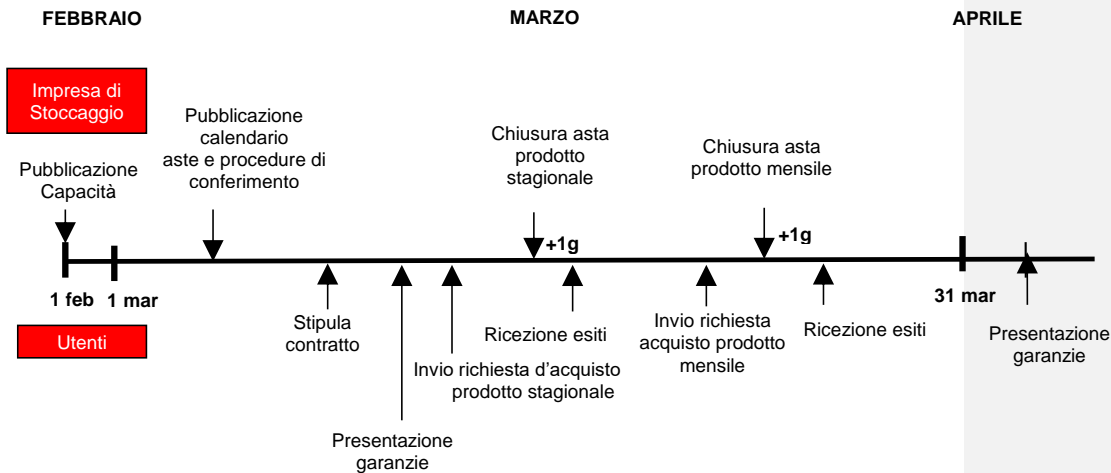 FEBBRAIO
MARZO
APRILE
Impresa di
Stoccaggio
Pubblicazione
Capacità
Pubblicazione
calendario
aste e procedure di
conferimento
Chiusura asta
prodotto
stagionale
Chiusura asta
prodotto mensile
+1g
+1g
1 feb
1 mar
31 mar
Utenti
Stipula
contratto
Presentazione
garanzie
Invio richiesta d'acquisto
prodotto stagionale
Ricezione esiti
Invio richiesta
acquisto prodotto
mensile
Ricezione esiti
Presentazione
garanzie